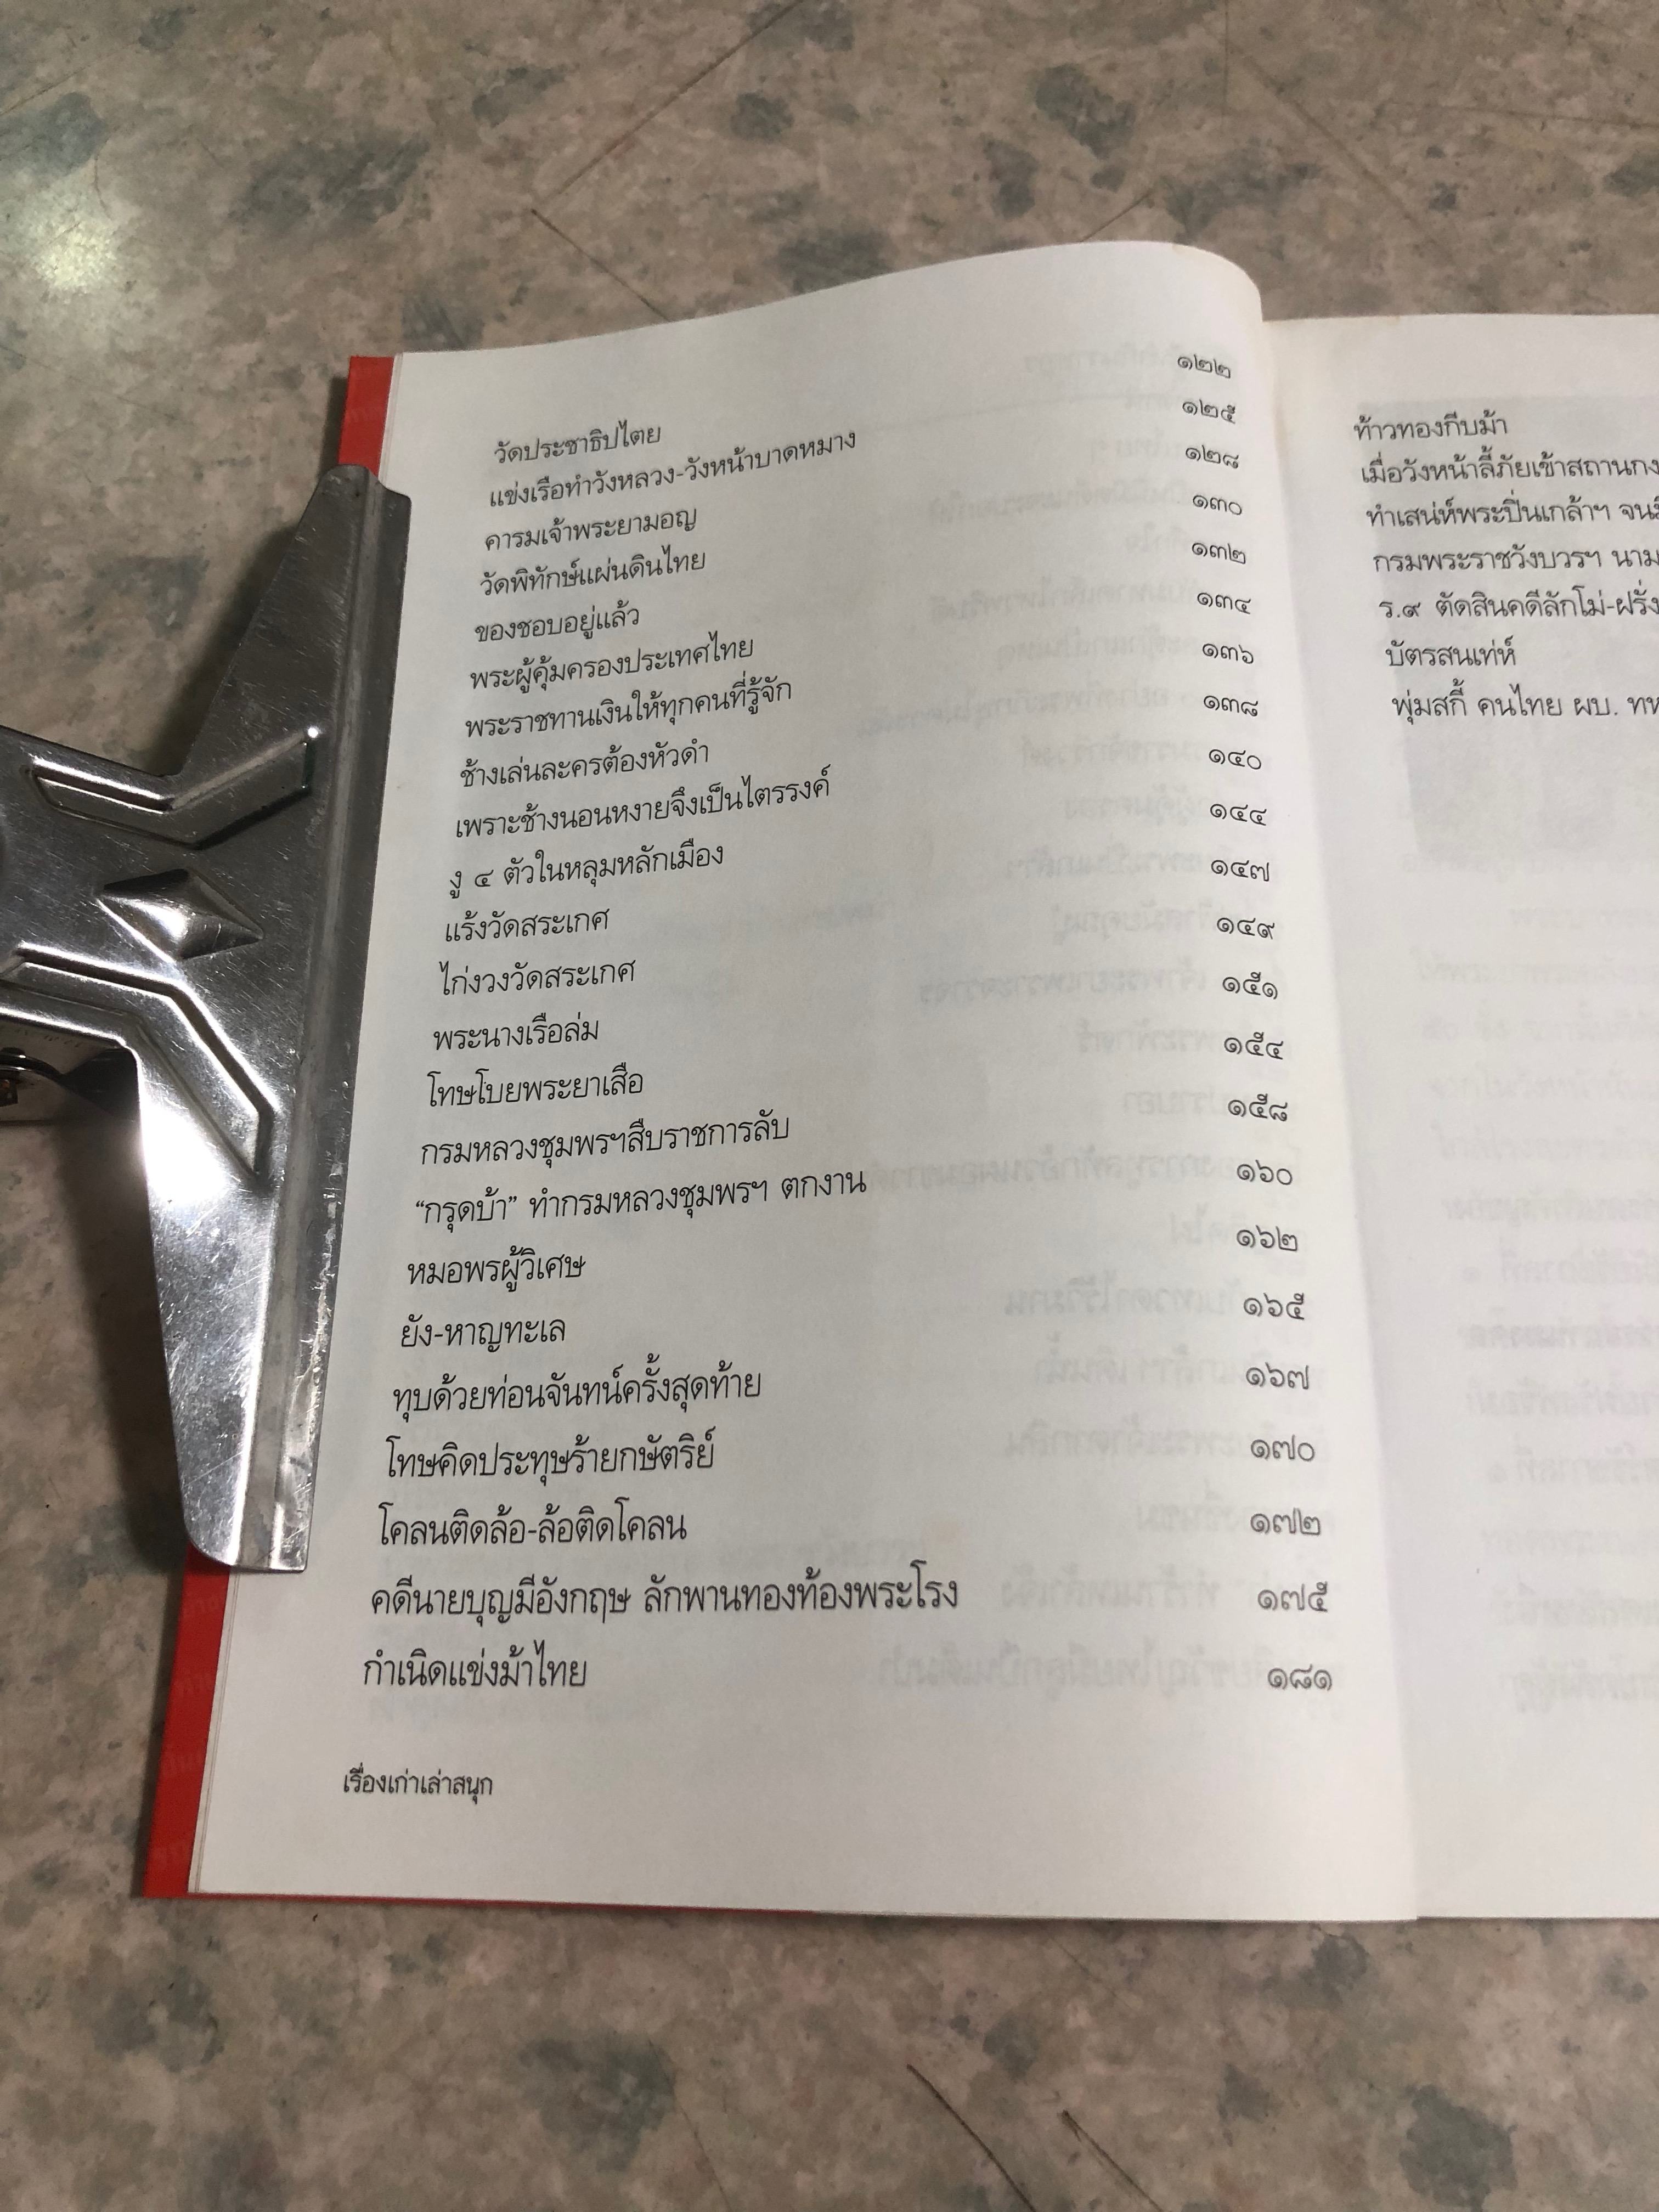 วัดประชาธิปไตย ๑๒๒
แข่งเรือทำวังหลวง-วังหน้าบาดหมาง ๑๒๕
คารมเจ้าพระยามอญ ๑๒๘
วัดพิทักษ์แผ่นดินไทย ๑๓๐
ของชอบอยู่แล้ว ๑๓๒
พระผู้คุ้มครองประเทศไทย ๑๓๔
พระราชทานเงินให้ทุกคนที่รู้จัก ๑๓๖
ช้างเล่นละครต้องหัวดำ ๑๓๘
เพราะช้างนอนหงายจึงเป็นไตรรงค์ ๑๔๐
งู ๔ ตัวในหลุมหลักเมือง ๑๔๔
แร้งวัดสระเกศ ๑๔๗
ไก่งวงวัดสระเกศ ๑๔๙
พระนางเรือล่ม ๑๕๑
โทษโบยพระยาเสือ ๑๕๔
กรมหลวงชุมพรฯสืบราชการลับ ๑๕๘
“กรุดบ้า” ทำกรมหลวงชุมพรฯ ตกงาน ๑๖๐
หมอพรผู้วิเศษ ๑๖๒
ยัง-หาญทะเล ๑๖๕
ทุบด้วยท่อนจันทน์ครั้งสุดท้าย ๑๖๗
โทษคิดประทุษร้ายกษัตริย์ ๑๗๐
โคลนติดล้อ-ล้อติดโคลน ๑๗๒
คดีนายบุญมีอังกฤษ ลักพานทองท้องพระโรง ๑๗๕
กำเนิดแข่งม้าไทย ๑๘๑
เรื่องเก่าเล่าสนุก
ท้าวทองกีบม้า
เมื่อวังหน้าลี้ภัยเข้าสถานกง
ทำเสน่ห์พระปิ่นเกล้าฯ
กรมพระราชวังบวรฯ นาม
ร.๙ ตัดสินคดีลักโม่-ฝรั่ง
บัตรสนเท่ห์
พุ่มสกี้ คนไทย ผบ.